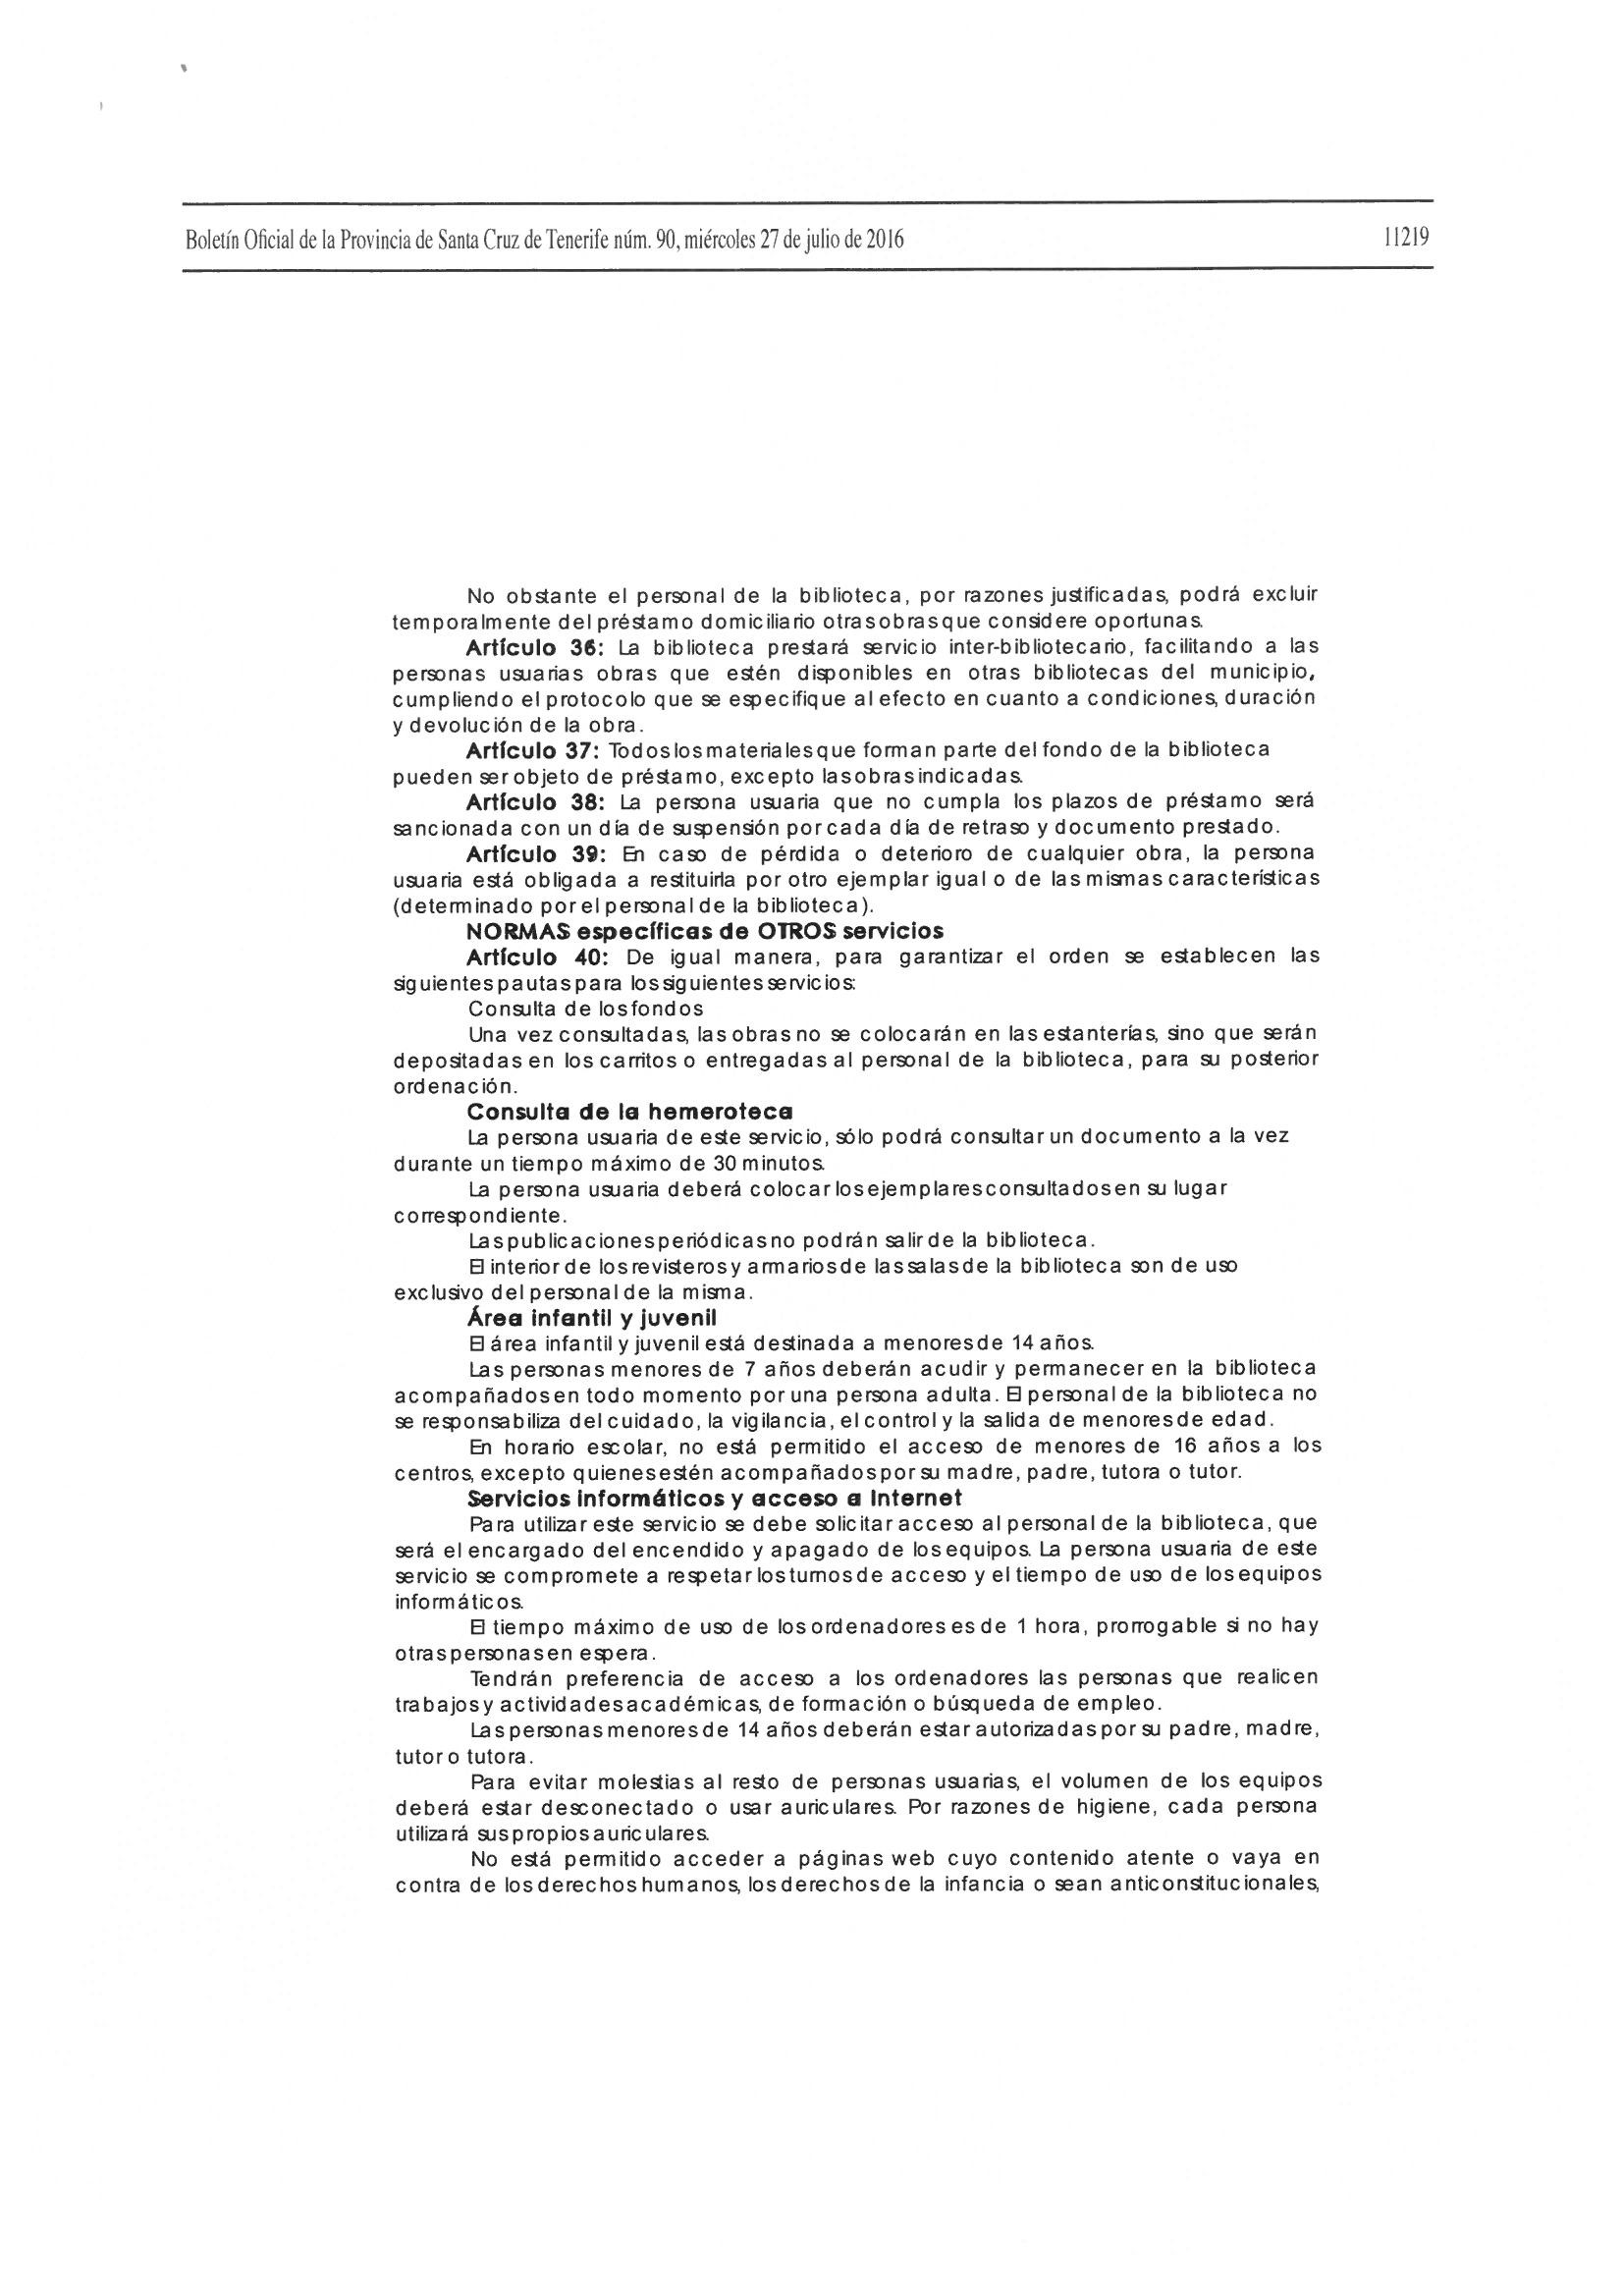 Boletín Oficial de la Provincia de Santa Cruz de Tenerife núm. 90, miércoles 27 de julio de 2016 11219
No obstante el personal de la biblioteca, por razones justificadas, podrá excluir
temporalmente del préstamo domiciliario otras obras que considere oportunas.
Artículo 36: La biblioteca prestará servicio inter-bibliotecario, facilitando a las
personas usuarias obras que estén disponibles en otras bibliotecas del municipio,
cumpliendo el protocolo que se especifique al efecto en cuanto a condiciones, duración
y devolución de la obra.
Artículo 37: Todos los materiales que forman parte del fondo de la biblioteca
pueden ser objeto de préstamo, excepto las obras indicadas.
Artículo 38: La persona usuaria que no cumpla los plazos de préstamo será
sancionada con un día de suspensión por cada día de retraso y documento prestado.
Artículo 39: En caso de pérdida o deterioro de cualquier obra, la persona
usuaria está obligada a restituirla por otro ejemplar igual o de las mismas características
(determinado por el personal de la biblioteca).
NORMAS específicas de OTROS servicios
Artículo 40: De igual manera, para garantizar el orden se establecen las
siguientes pautas para los siguientes servicios:
Consulta de los fondos
Una vez consultadas, las obras no se colocarán en las estanterías, sino que serán
depositadas en los carritos o entregadas al personal de la biblioteca, para su posterior
ordenación.
Consulta de la hemeroteca
La persona usuaria de este servicio, sólo podrá consultar un documento a la vez
durante un tiempo máximo de 30 minutos.
La persona usuaria deberá colocar los ejemplares consultados en su lugar
correspondiente.
Las publicaciones periódicas no podrán salir de la biblioteca.
El interior de los revisteros y armarios de las salas de la biblioteca son de uso
exclusivo del personal de la misma.
Área infantil y juvenil
El área infantil y juvenil está destinada a menores de 14 años.
Las personas menores de 7 años deberán acudir y permanecer en la biblioteca
acompañados en todo momento por una persona adulta. El personal de la biblioteca no
se responsabiliza del cuidado, la vigilancia, el control y la salida de menores de edad.
En horario escolar, no está permitido el acceso de menores de 16 años a los
centros, excepto quienes estén acompañados por su madre, padre, tutora o tutor.
Servicios informáticos y acceso a Internet
Para utilizar este servicio se debe solicitar acceso al personal de la biblioteca, que
será el encargado del encendido y apagado de los equipos. La persona usuaria de este
servicio se compromete a respetar los turnos de acceso y el tiempo de uso de los equipos
informáticos.
El tiempo máximo de uso de los ordenadores es de 1 hora, prorrogable si no hay
otras personas en espera.
Tendrán preferencia de acceso a los ordenadores las personas que realicen
trabajos y actividades académicas, de formación o búsqueda de empleo.
Las personas menores de 14 años deberán estar autorizadas por su padre, madre,
tutor o tutora.
Para evitar molestias al resto de personas usuarias, el volumen de los equipos
deberá estar desconectado o usar auriculares. Por razones de higiene, cada persona
utilizará sus propios auriculares.
No está permitido acceder a páginas web cuyo contenido atente o vaya en
contra de los derechos humanos, los derechos de la infancia o sean anticonstitucionales,